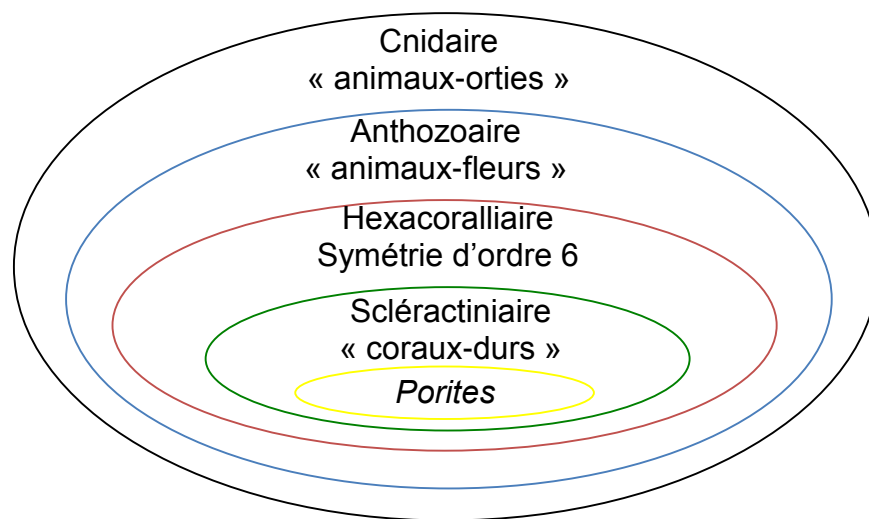 Cnidaire
« animaux-orties »
Anthozoaire
« animaux-fleurs »
Hexacoralliaire
Symétrie d’ordre 6
Scléractiniaire
« coraux-durs »
Porites